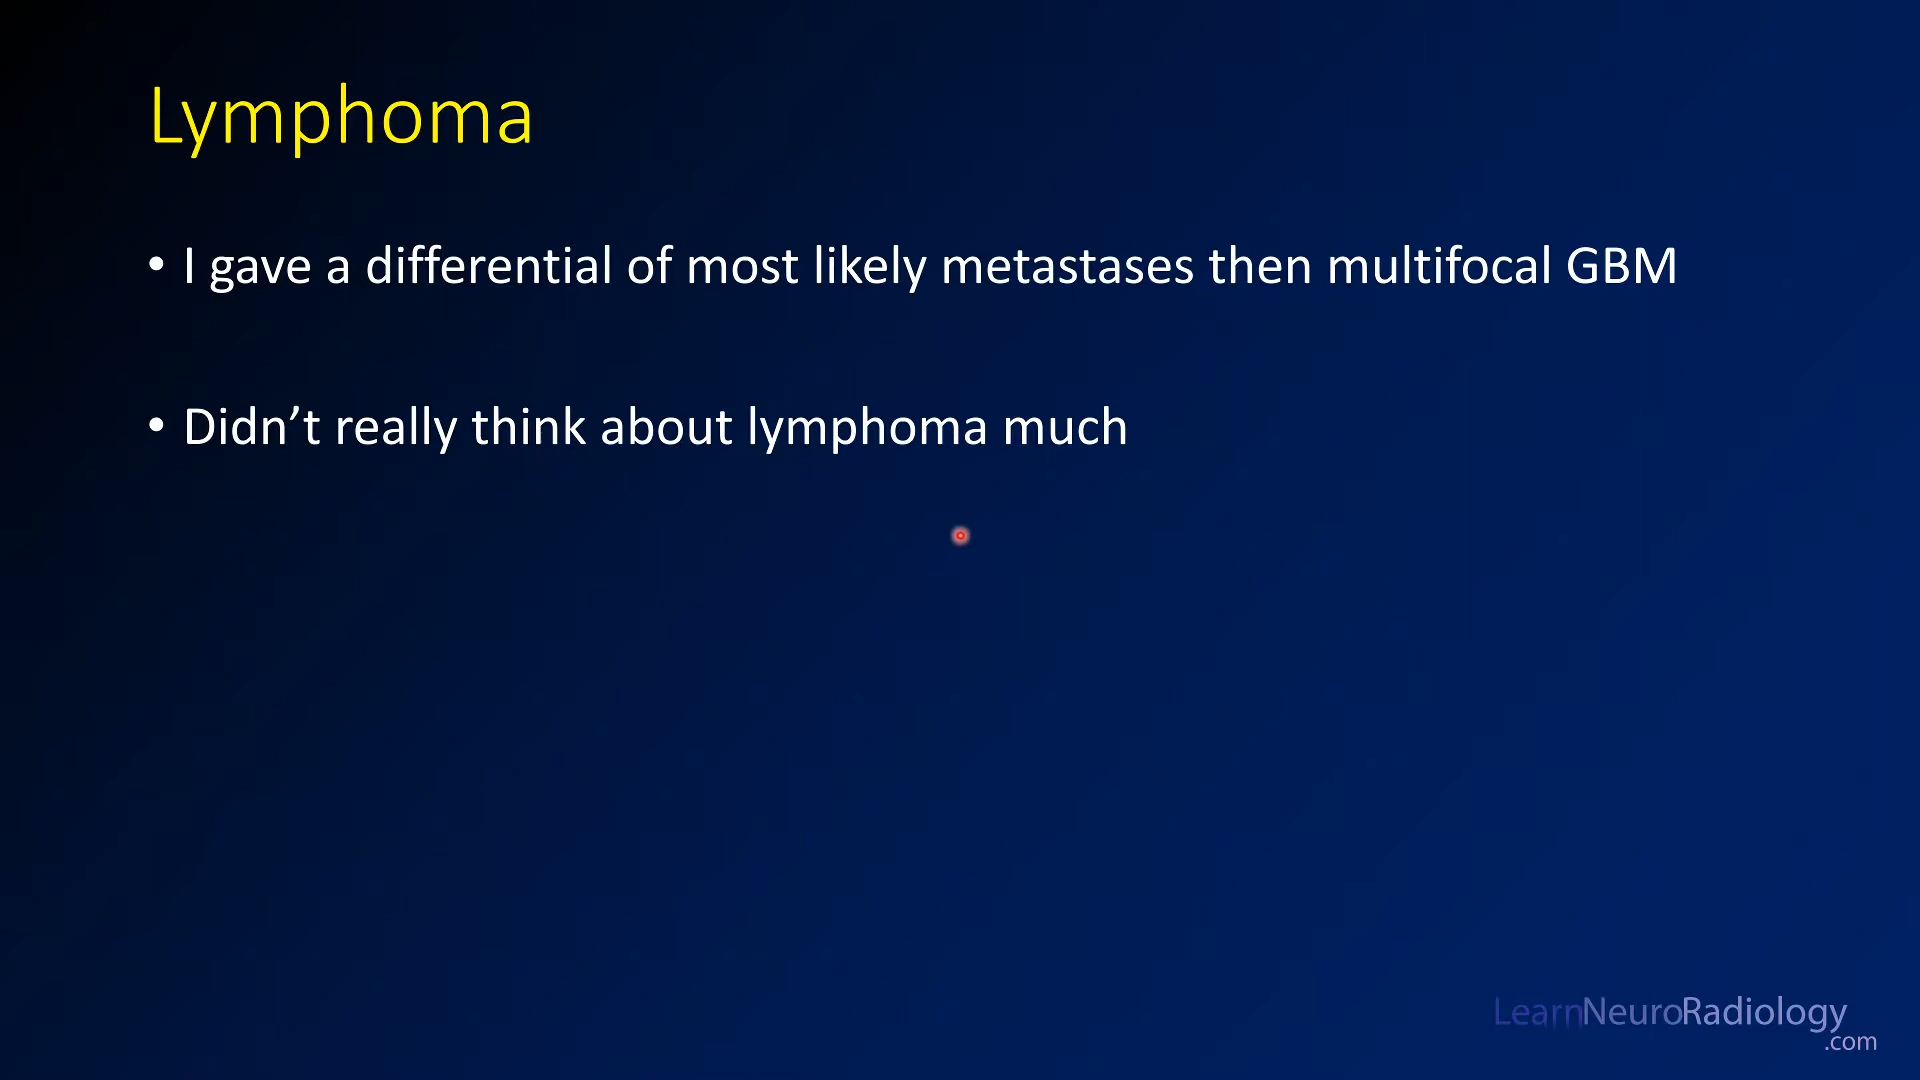 Lymphoma
• I gave a differential of most likely metastases then multifocal GBM
• Didn’t really think about lymphoma much
LearnNeuroRadiology
.com